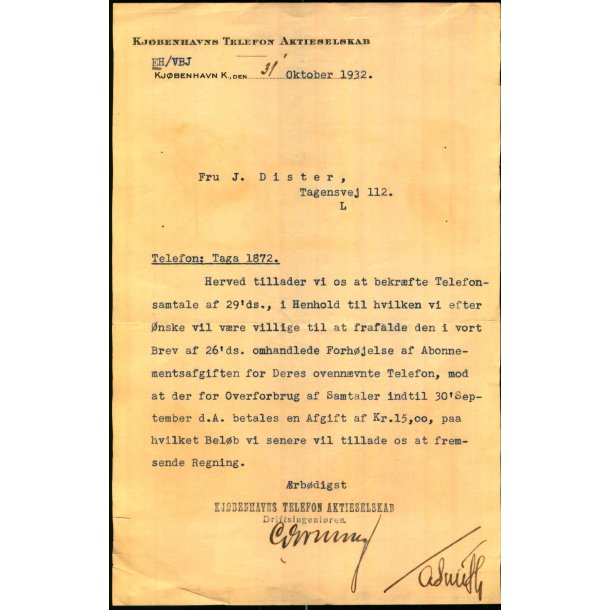 KJØBENHAVNS TELEFON AKTIESELSKAB
EH/VBJ
KJØBENHAVN K., DEN 31' Oktober 1932.
Fru J. Dister,
Tagensvej 112.
L
Telefon: Taga 1872.
Herved tillader vi os at bekræfte Telefon-
samtale af 29'ds., i Henhold til hvilken vi efter
Ønske vil være villige til at frafalde den i vort
Brev af 26'ds. omhandlede Forhøjelse af Abonne-
mentsafgiften for Deres ovennævnte Telefon, mod
at der for Overforbrug af Samtaler indtil 30'Sep-
tember d.A. betales en Afgift af Kr.15,oo, paa
hvilket Beløb vi senere vil tillade os at frem-
sende Regning.
Ærbødigst
KJØBENHAVNS TELEFON AKTIESELSKAB
Driftsingeniøren